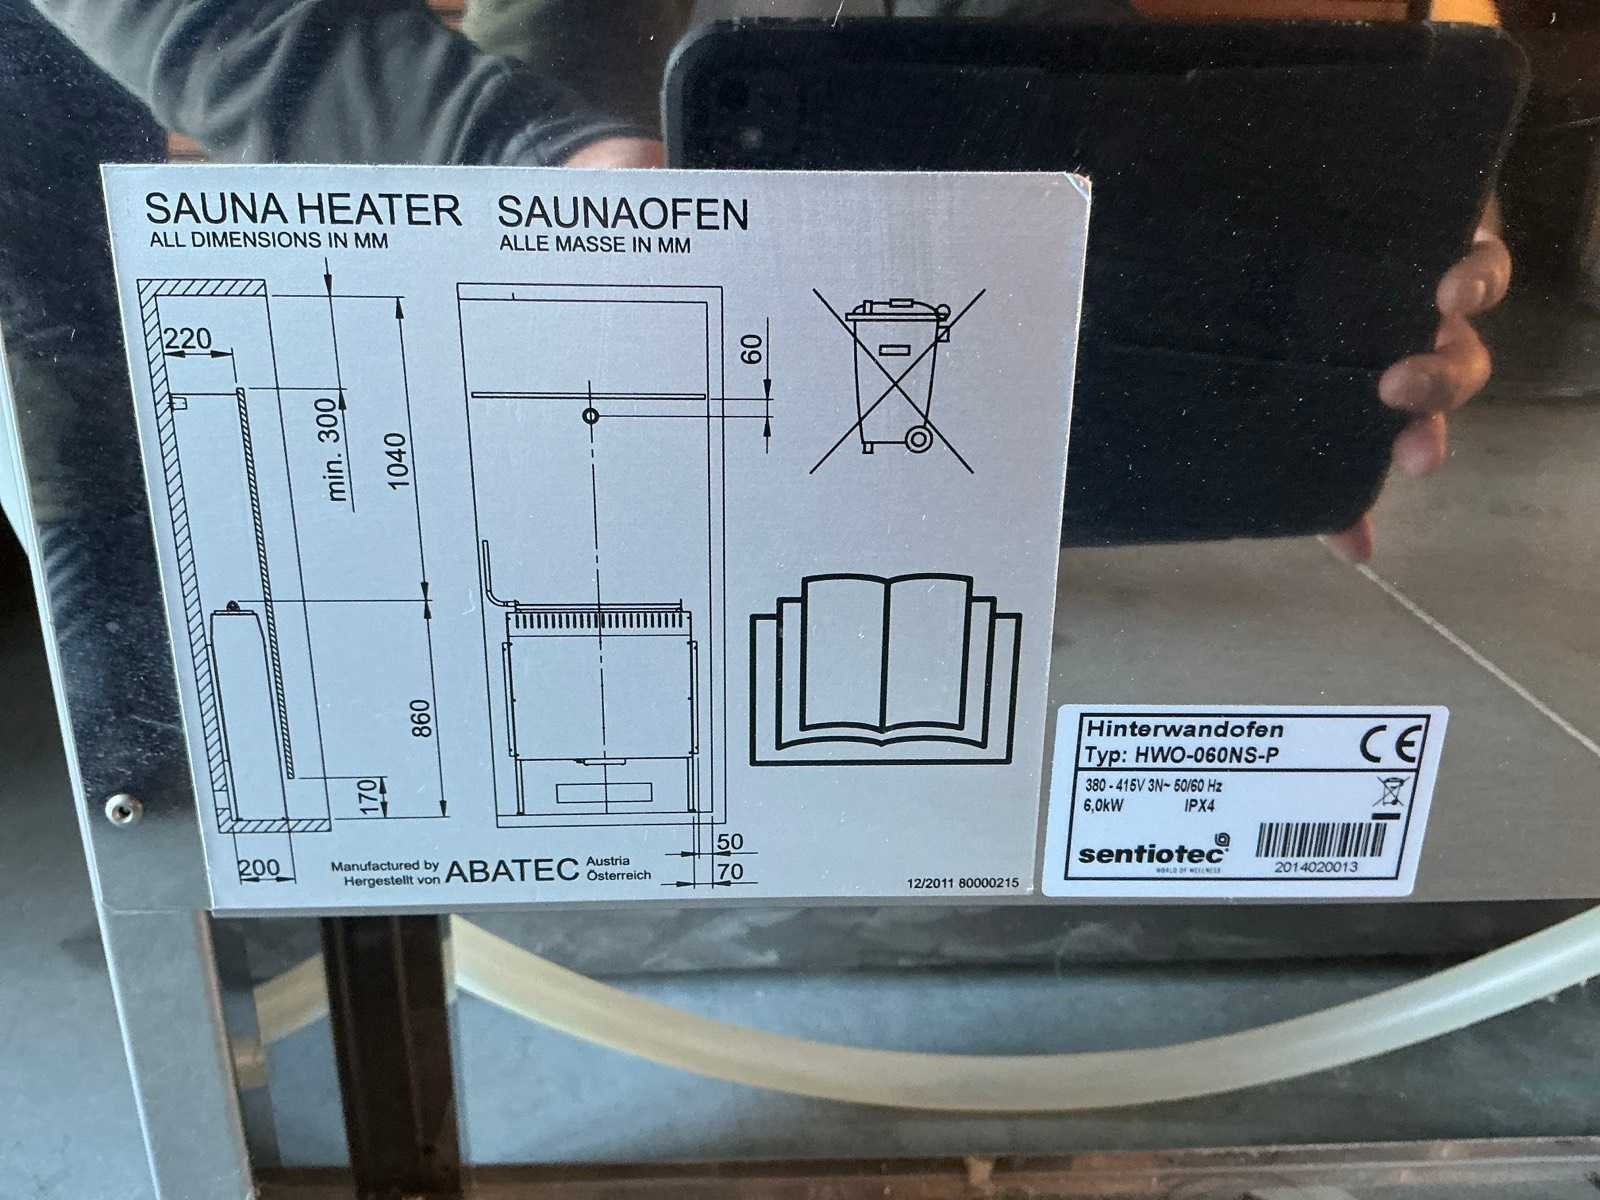 SAUNA HEATER SAUNAOFEN
ALL DIMENSIONS IN MM ALLE MASSE IN MM
220
min. 300
1040
60
860
170
200
50
70
Manufactured by ABATEC Austria
Hergestellt von Österreich
12/2011 80000215
Hinterwandofen CE
Typ: HWO-060NS-P
380 - 415V 3N~ 50/60 Hz
6,0kW IPX4
sentiotec
WORLD OF WELLNESS
2014020013